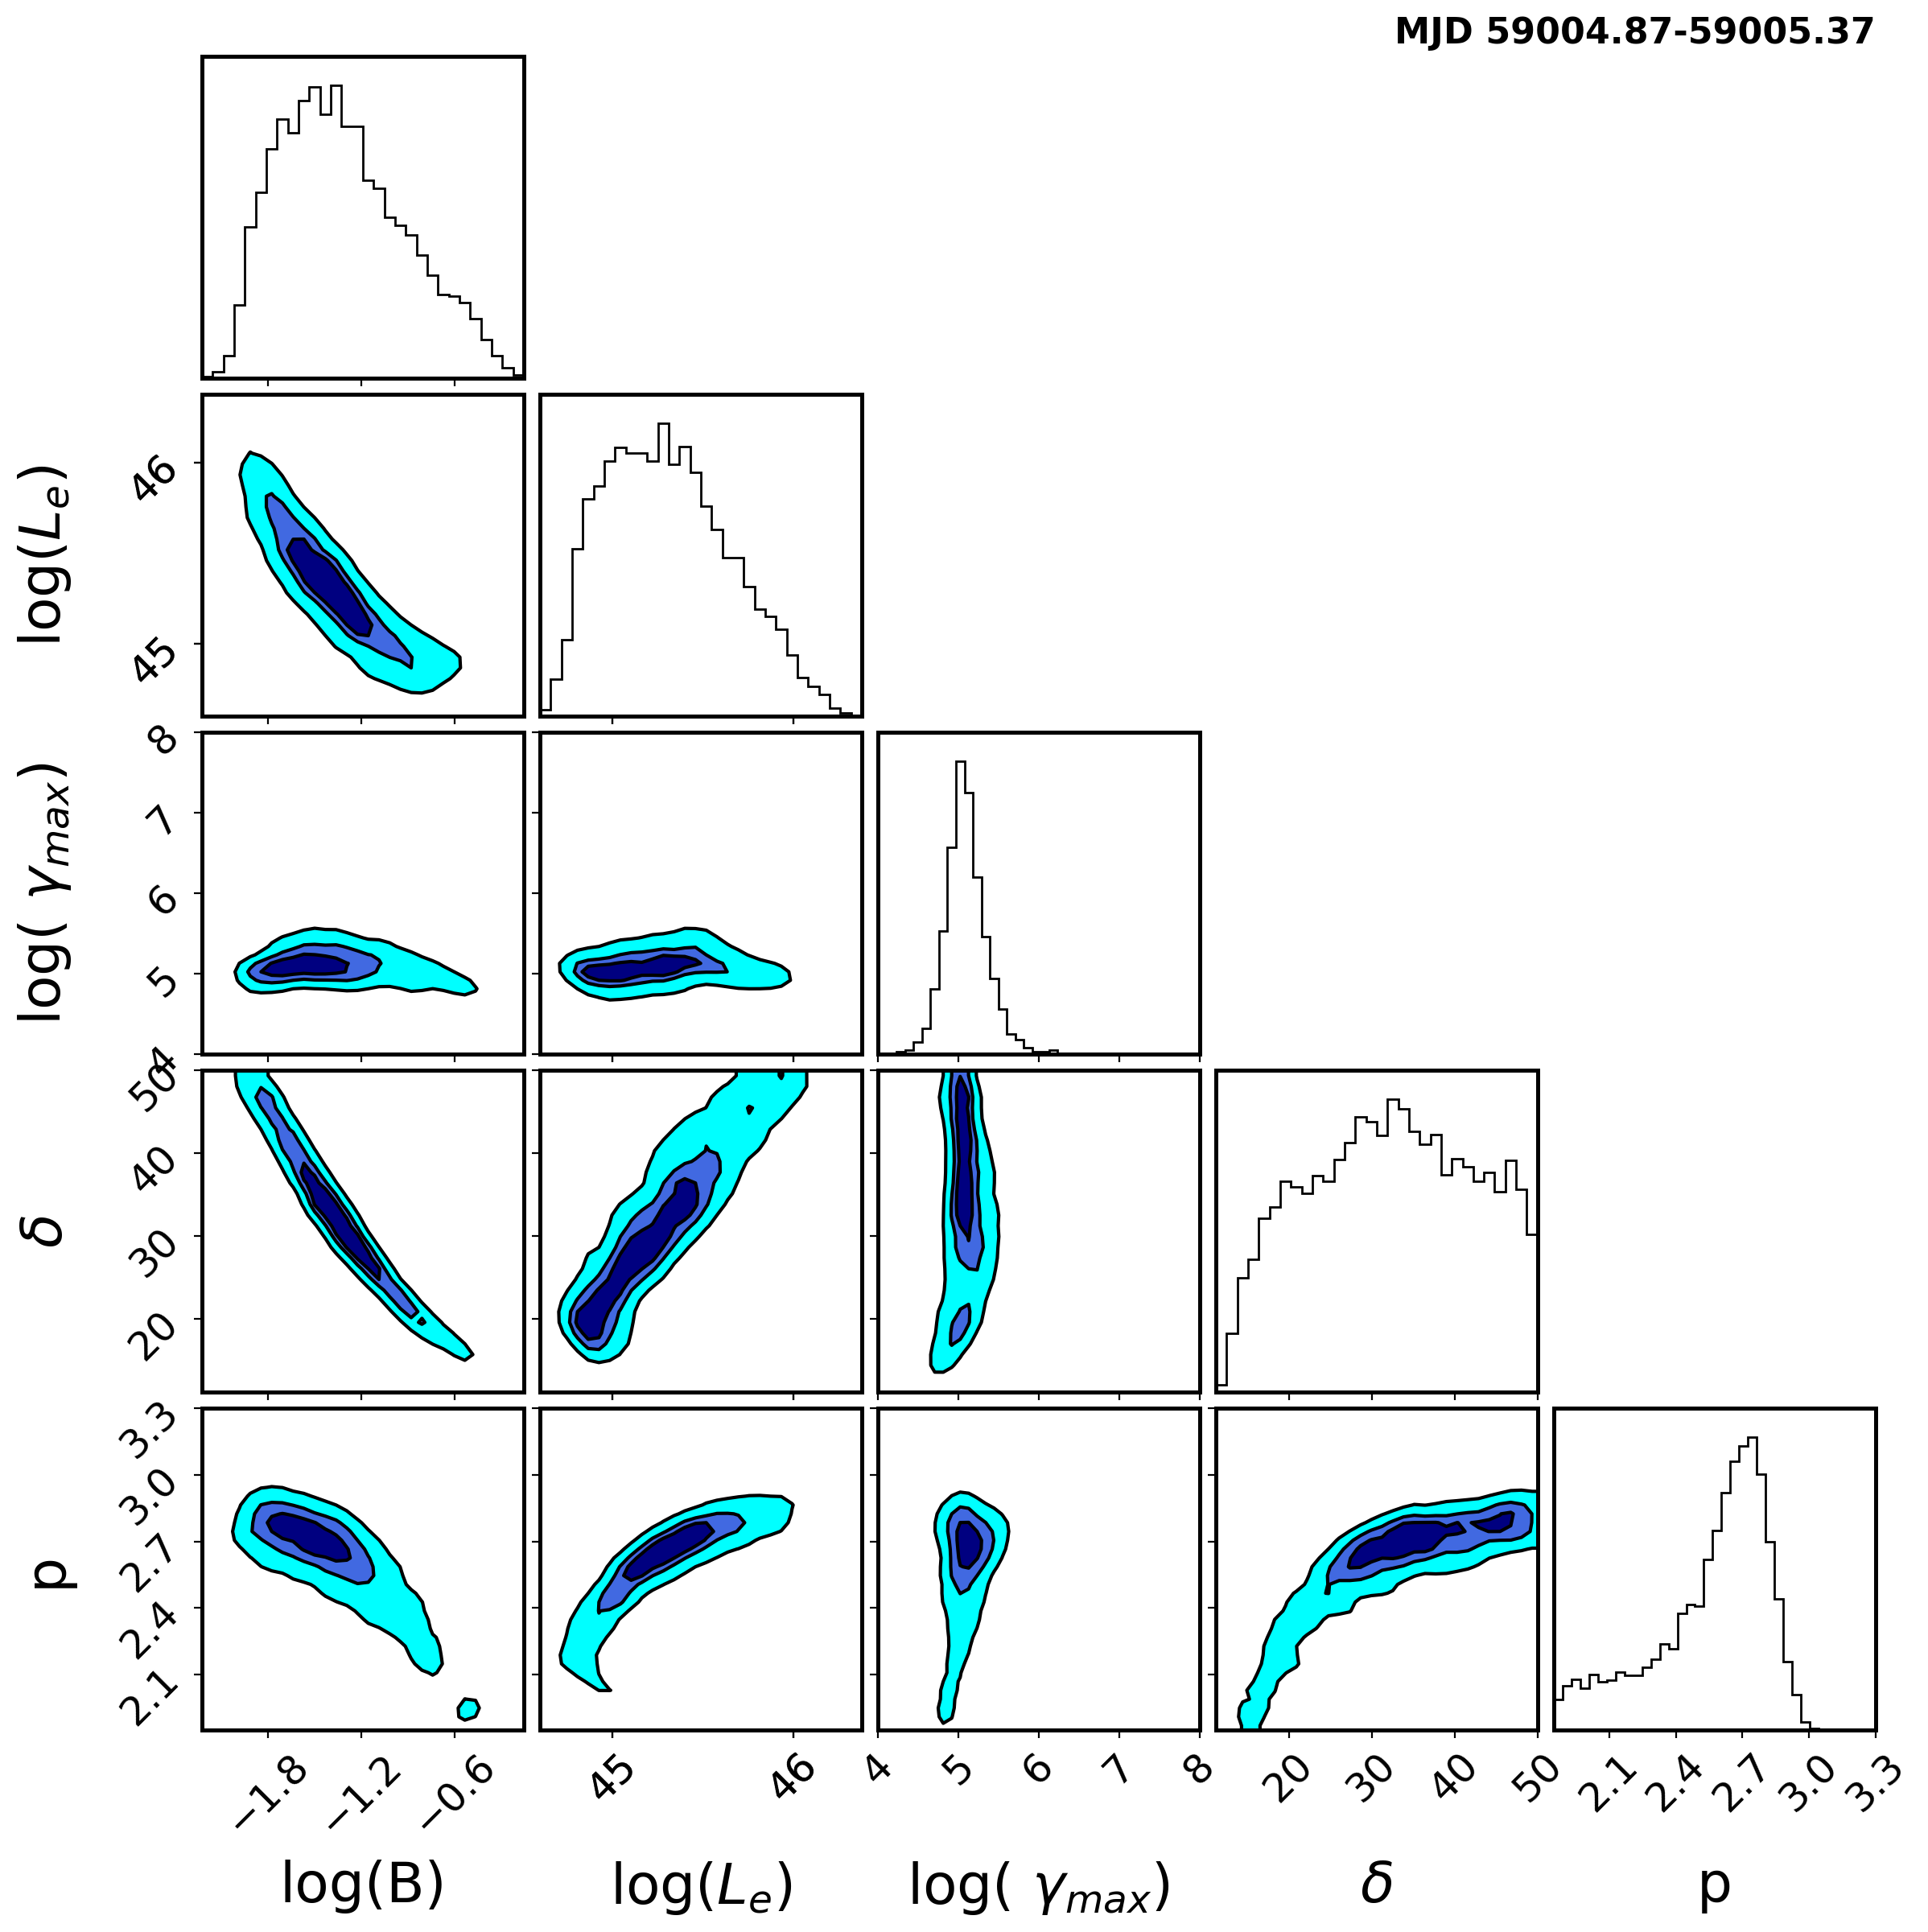 MJD 59004.87-59005.37
log(Lₑ)
46
45
log( γₘₐₓ)
8
7
6
5
4
δ
50
40
30
20
p
3.3
3.0
2.7
2.4
2.1
−1.8 −1.2 −0.6 45 46 4 5 6 7 8 20 30 40 50 2.1 2.4 2.7 3.0 3.3
log(B) log(Lₑ) log( γₘₐₓ) δ p